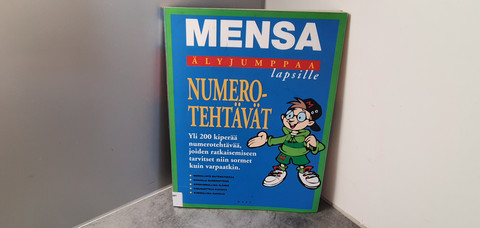 MENSA
ÄLYJUMPPAA
lapsille
NUMERO-
TEHTÄVÄT
Yli 200 kiperää
numerotehtävää,
joiden ratkaisemiseen
tarvitset niin sormet
kuin varpaatkin.